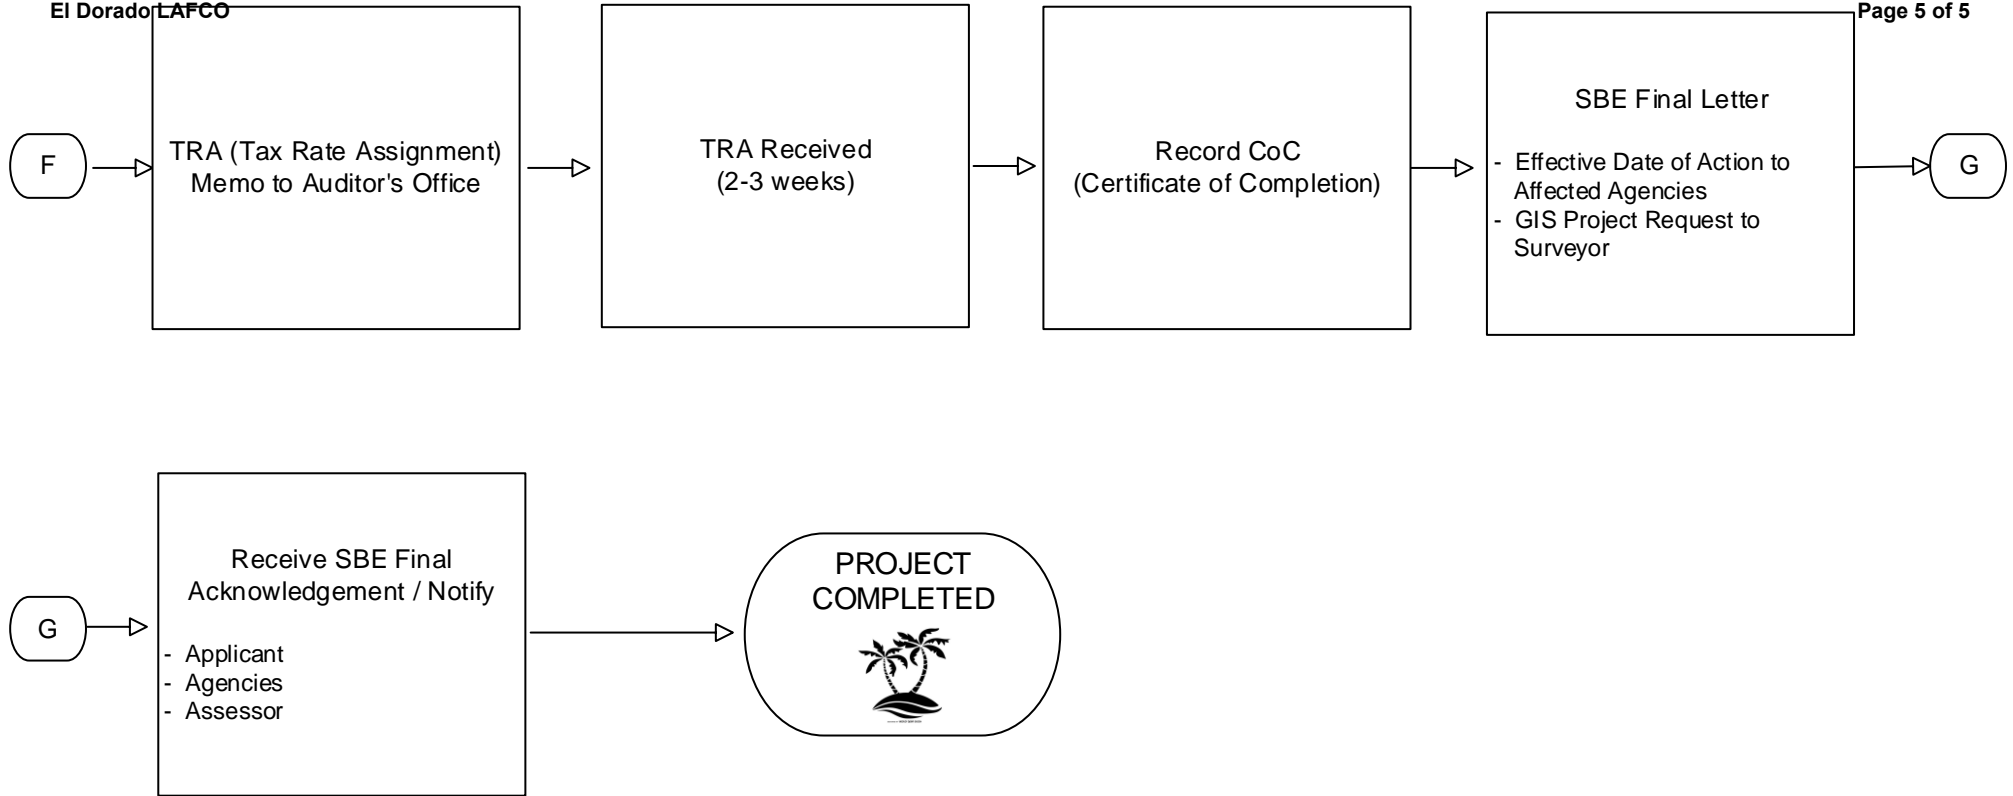 El Dorado LAFCO
Page 5 of 5
F
TRA (Tax Rate Assignment)
Memo to Auditor's Office
TRA Received
(2-3 weeks)
Record CoC
(Certificate of Completion)
SBE Final Letter
- Effective Date of Action to
Affected Agencies
- GIS Project Request to
Surveyor
G
G
Receive SBE Final
Acknowledgement / Notify
- Applicant
- Agencies
- Assessor
PROJECT
COMPLETED